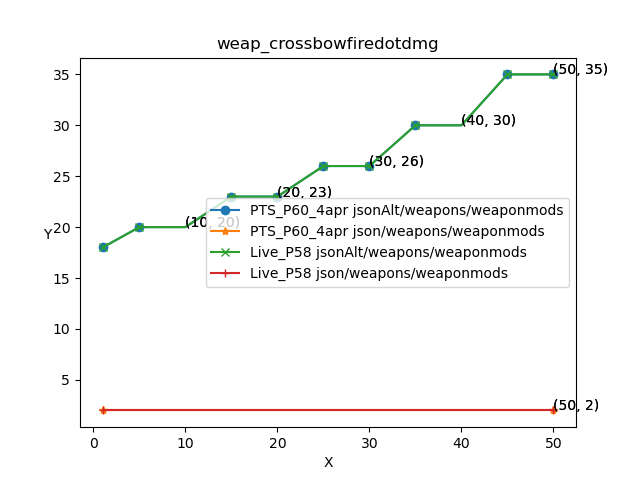 weap_crossbowfiredotdmg
35
30
25
20
15
10
5
Y
0
10
20
30
40
50
X
(50, 35)
(40, 30)
(30, 26)
(20, 23)
(10, 20)
(50, 2)
PTS_P60_4apr jsonAlt/weapons/weaponmods
PTS_P60_4apr json/weapons/weaponmods
Live_P58 jsonAlt/weapons/weaponmods
Live_P58 json/weapons/weaponmods